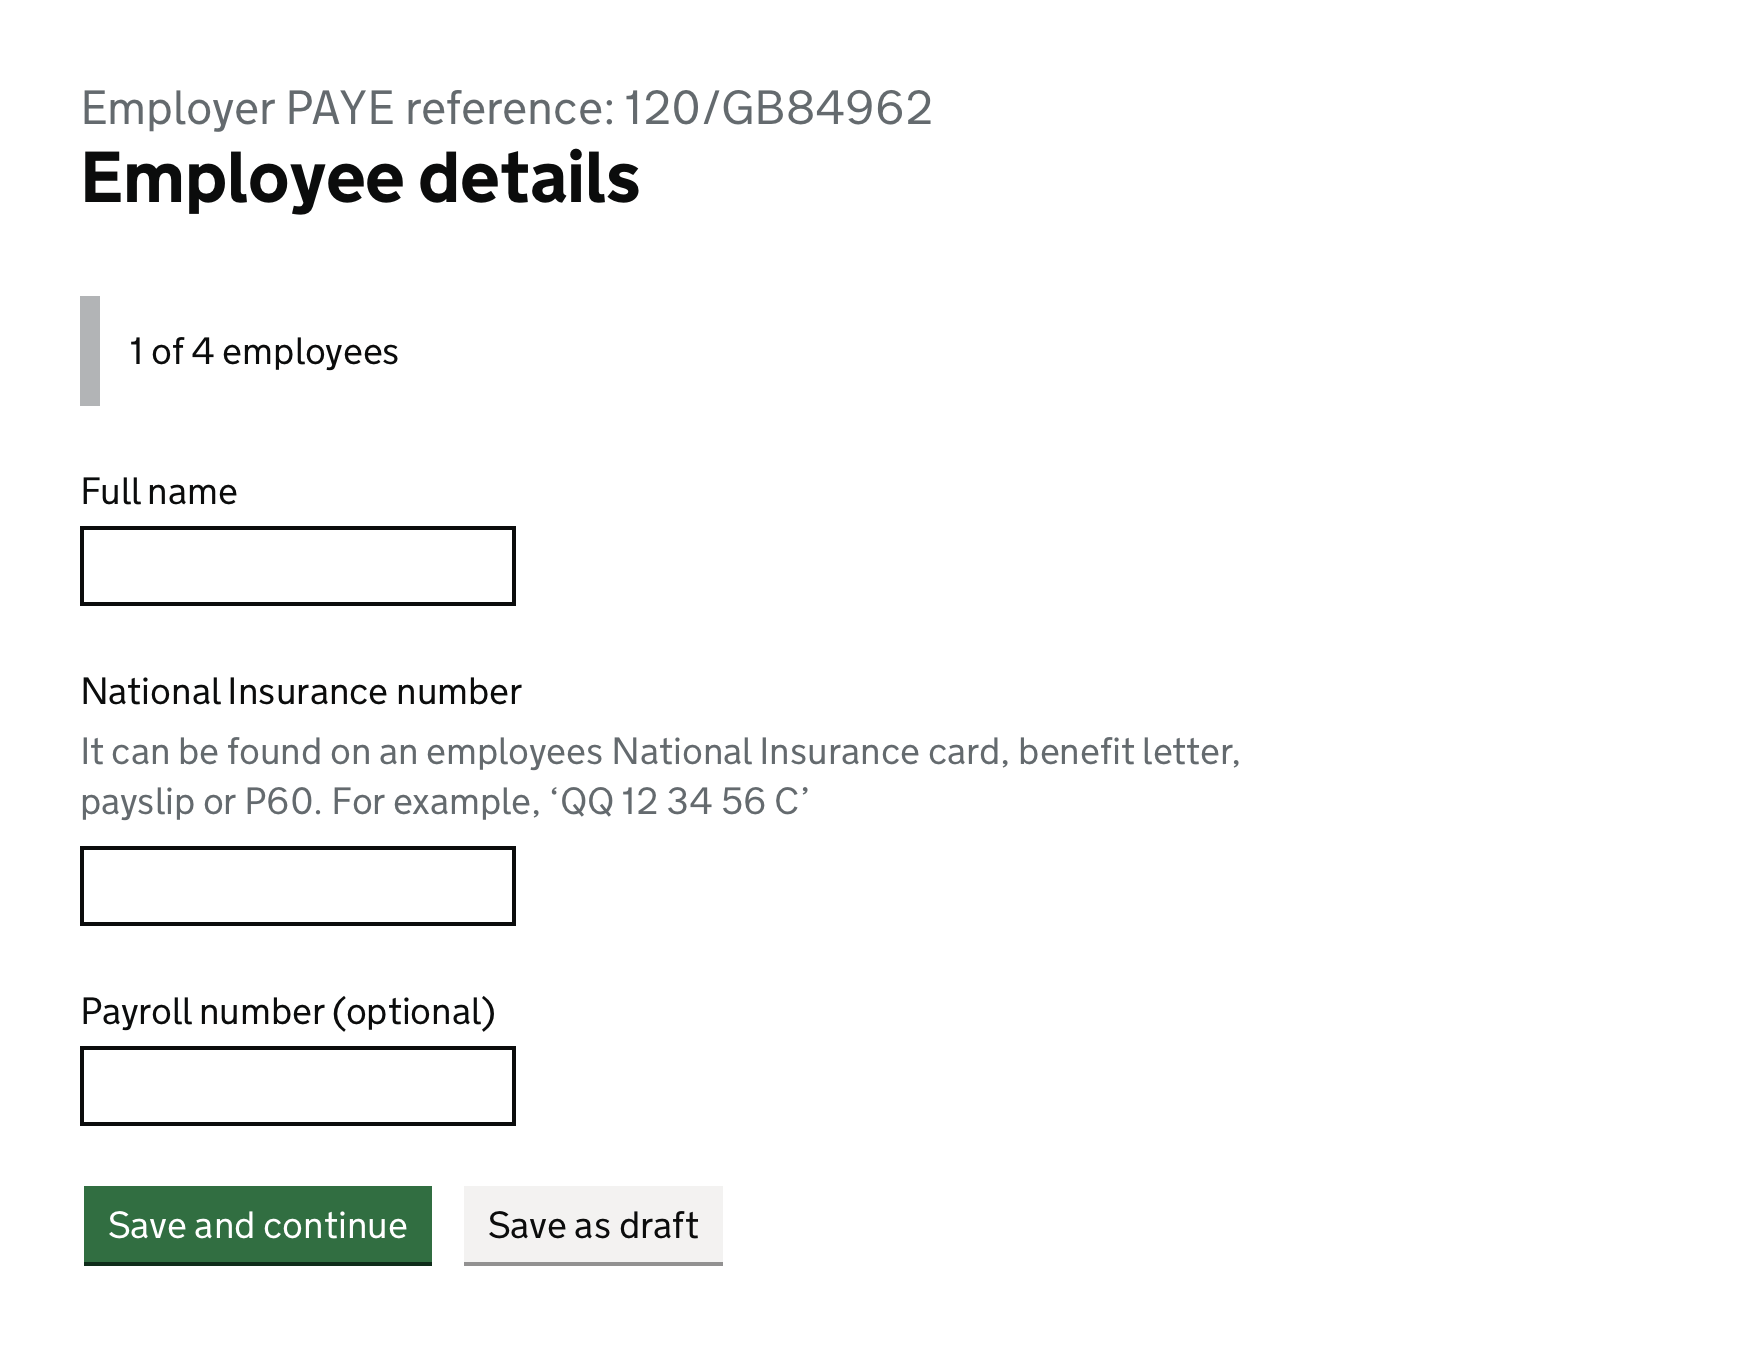 Employer PAYE reference: 120/GB84962
Employee details
1 of 4 employees
Full name
National Insurance number
It can be found on an employees National Insurance card, benefit letter,
payslip or P60. For example, ‘QQ 12 34 56 C’
Payroll number (optional)
Save and continue
Save as draft